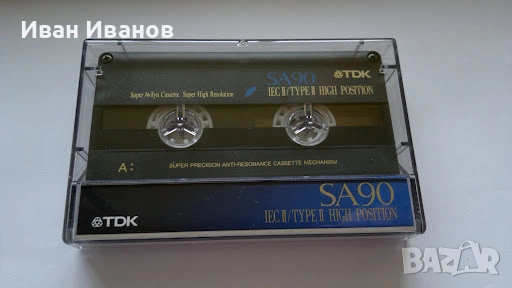 Иван Иванов
SA90 TDK
Super Avilyn Cassette Super High Resolution IEC II/TYPE II HIGH POSITION
A: SUPER PRECISION ANTI-RESONANCE CASSETTE MECHANISM
SA90
TDK IEC II/TYPE II HIGH POSITION
BAZAR